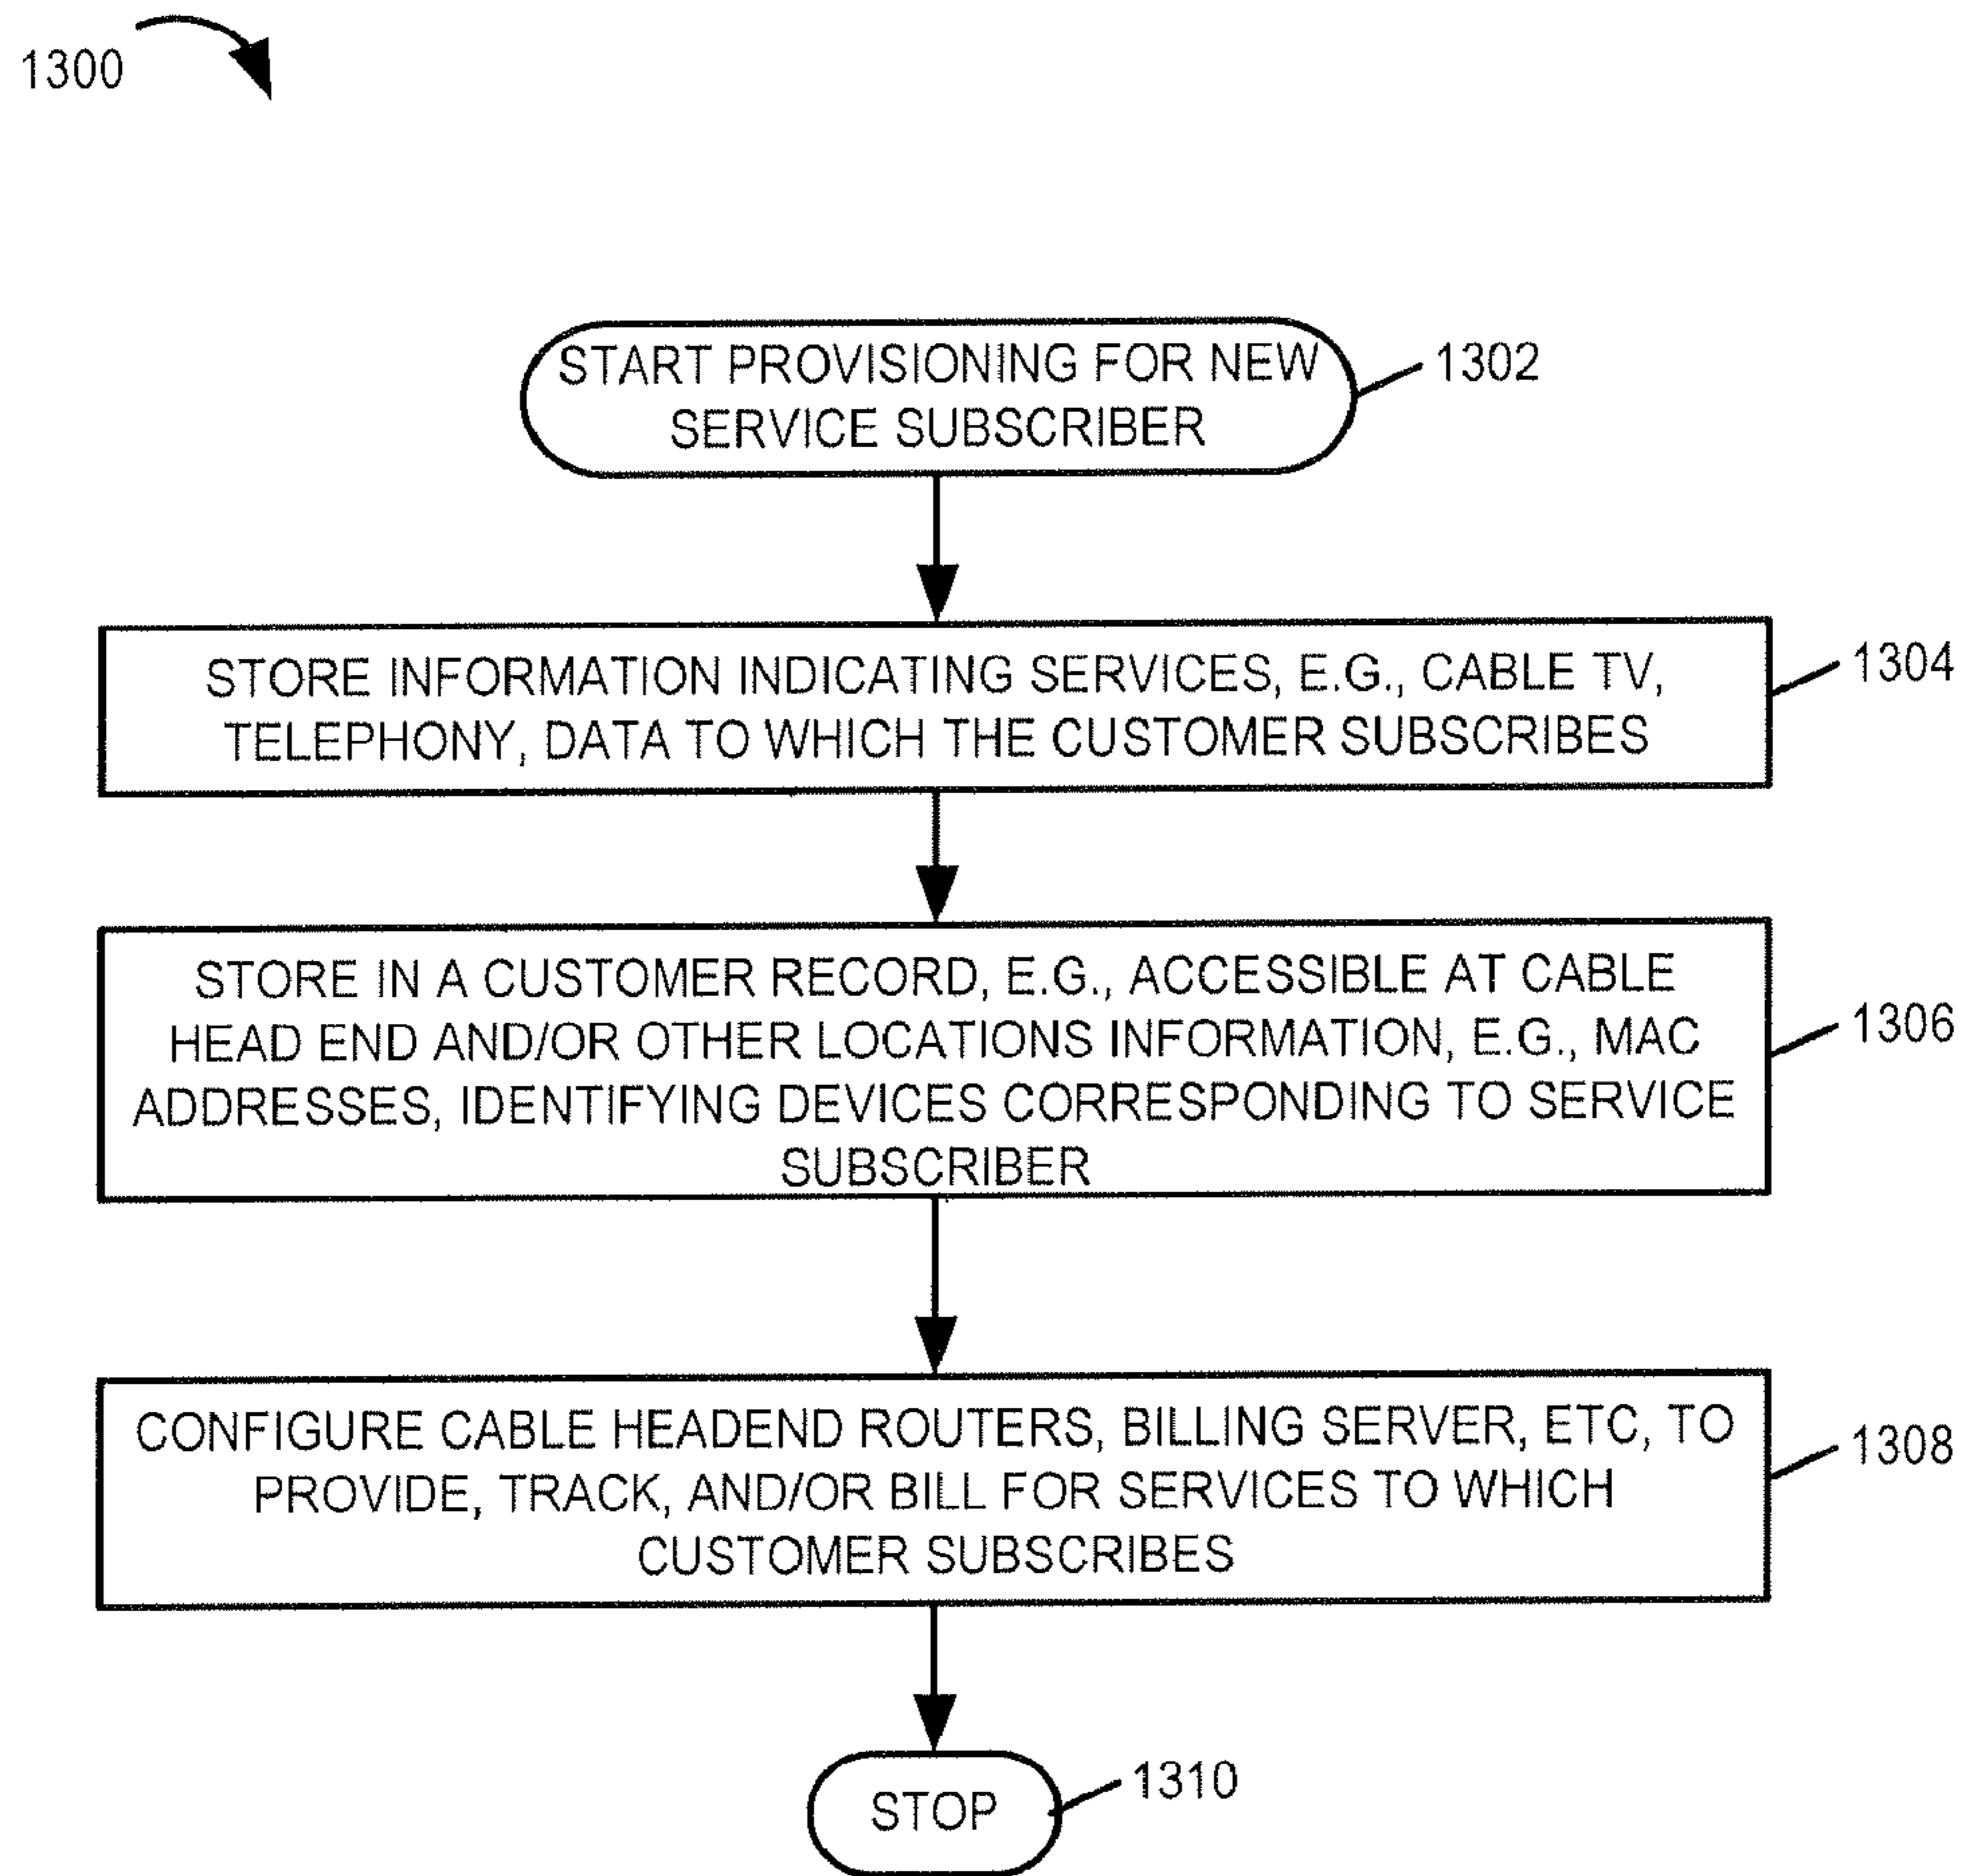 1300
START PROVISIONING FOR NEW
SERVICE SUBSCRIBER
1302
STORE INFORMATION INDICATING SERVICES, E.G., CABLE TV,
TELEPHONY, DATA TO WHICH THE CUSTOMER SUBSCRIBES
1304
STORE IN A CUSTOMER RECORD, E.G., ACCESSIBLE AT CABLE
HEAD END AND/OR OTHER LOCATIONS INFORMATION, E.G., MAC
ADDRESSES, IDENTIFYING DEVICES CORRESPONDING TO SERVICE
SUBSCRIBER
1306
CONFIGURE CABLE HEADEND ROUTERS, BILLING SERVER, ETC, TO
PROVIDE, TRACK, AND/OR BILL FOR SERVICES TO WHICH
CUSTOMER SUBSCRIBES
1308
STOP
1310